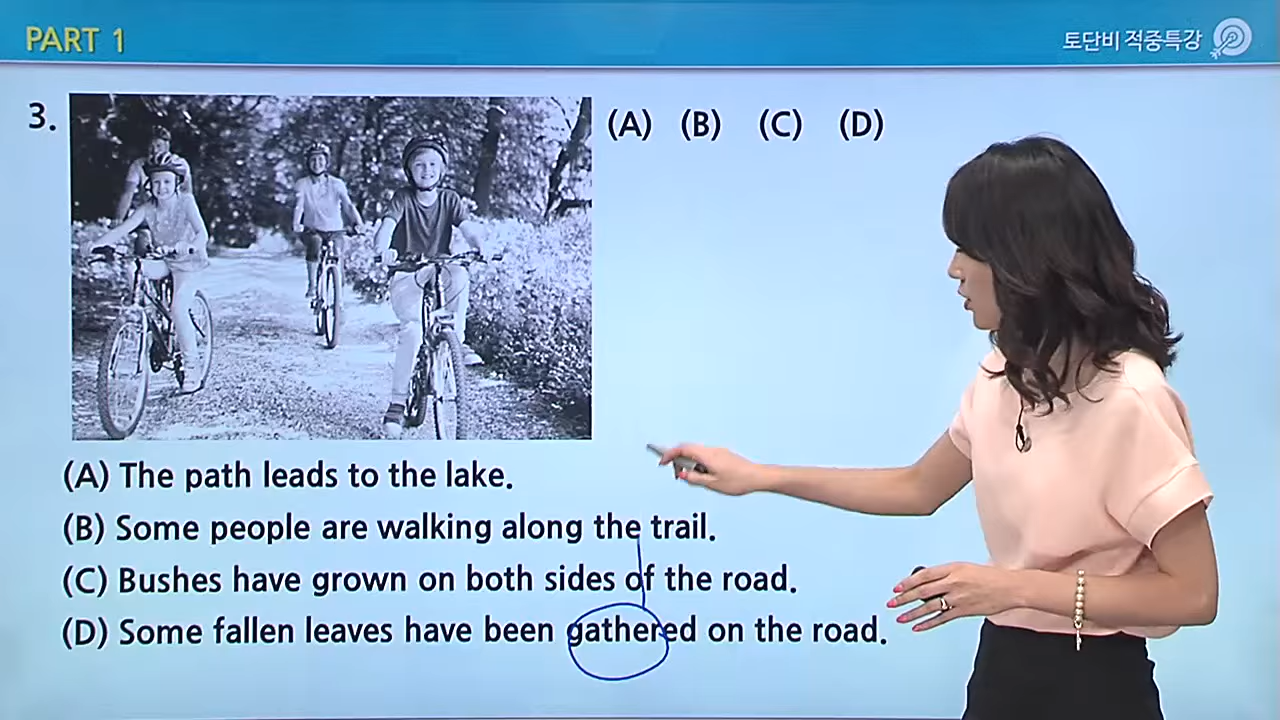 PART 1
토단비 적중특강
3.
(A) (B) (C) (D)
(A) The path leads to the lake.
(B) Some people are walking along the trail.
(C) Bushes have grown on both sides of the road.
(D) Some fallen leaves have been gathered on the road.